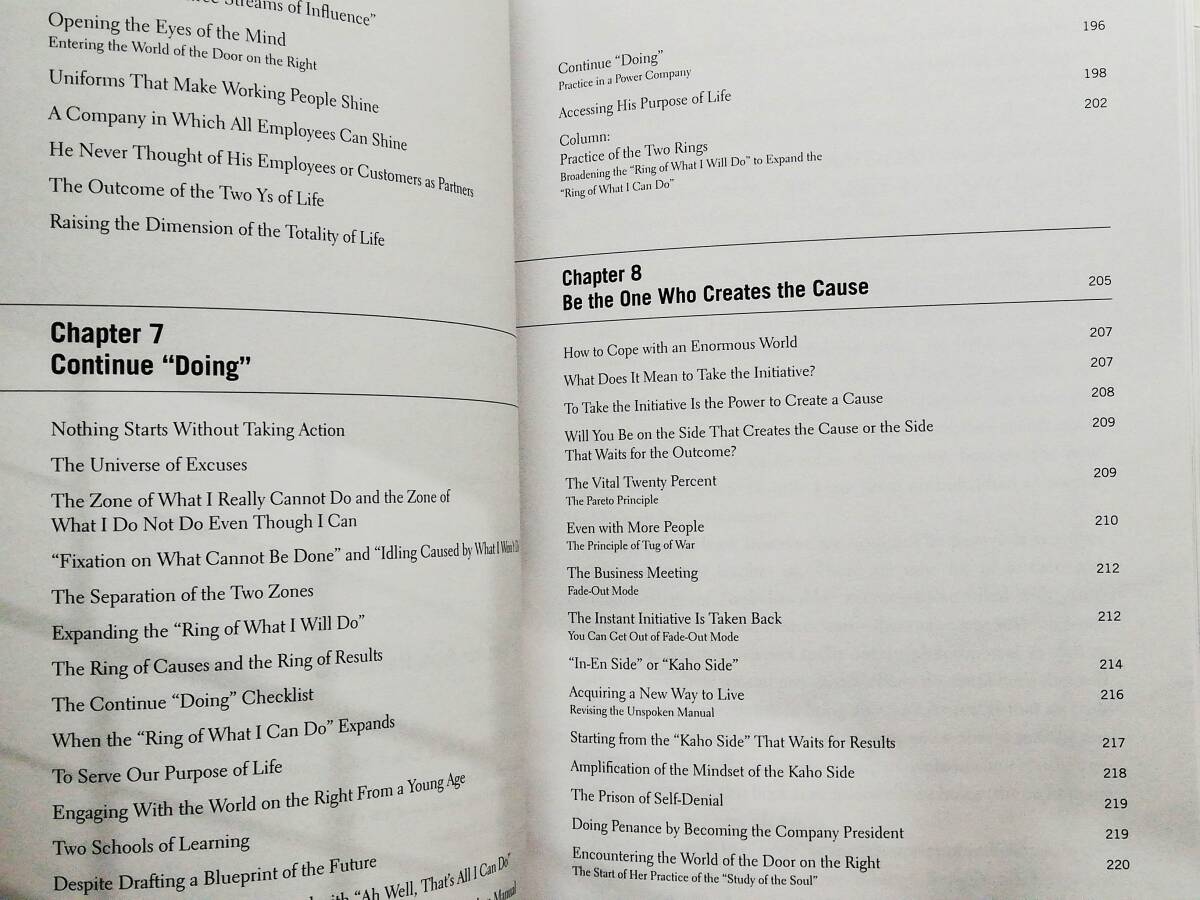 Streams of Influence”
Opening the Eyes of the Mind
Entering the World of the Door on the Right
Uniforms That Make Working People Shine
A Company in Which All Employees Can Shine
He Never Thought of His Employees or Customers as Partners
The Outcome of the Two Ys of Life
Raising the Dimension of the Totality of Life
Chapter 7
Continue “Doing”
Nothing Starts Without Taking Action
The Universe of Excuses
The Zone of What I Really Cannot Do and the Zone of
What I Do Not Do Even Though I Can
“Fixation on What Cannot Be Done” and “Idling Caused by What I Won't
The Separation of the Two Zones
Expanding the “Ring of What I Will Do”
The Ring of Causes and the Ring of Results
The Continue “Doing” Checklist
When the “Ring of What I Can Do” Expands
To Serve Our Purpose of Life
Engaging With the World on the Right From a Young Age
Two Schools of Learning
Despite Drafting a Blueprint of the Future
with “Ah Well, That's All I Can Do”
Manual
196
Continue “Doing”
Practice in a Power Company
198
Accessing His Purpose of Life
202
Column:
Practice of the Two Rings
Broadening the “Ring of What I Will Do” to Expand the
“Ring of What I Can Do”
Chapter 8
Be the One Who Creates the Cause 205
How to Cope with an Enormous World 207
What Does It Mean to Take the Initiative? 207
To Take the Initiative Is the Power to Create a Cause 208
Will You Be on the Side That Creates the Cause or the Side 209
That Waits for the Outcome?
The Vital Twenty Percent 209
The Pareto Principle
Even with More People 210
The Principle of Tug of War
The Business Meeting 212
Fade-Out Mode
The Instant Initiative Is Taken Back 212
You Can Get Out of Fade-Out Mode
“In-En Side” or “Kaho Side” 214
Acquiring a New Way to Live 216
Revising the Unspoken Manual
Starting from the “Kaho Side” That Waits for Results 217
Amplification of the Mindset of the Kaho Side 218
The Prison of Self-Denial 219
Doing Penance by Becoming the Company President 219
Encountering the World of the Door on the Right 220
The Start of Her Practice of the “Study of the Soul”